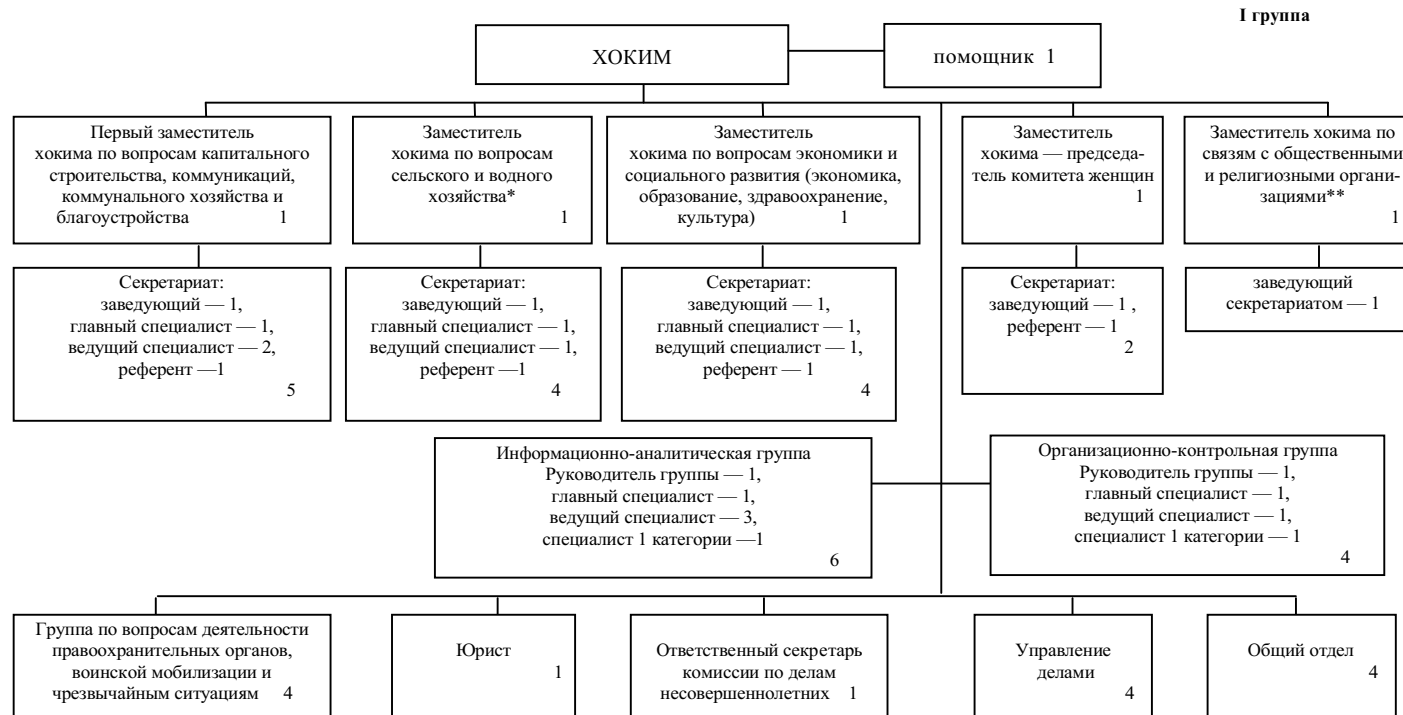 I группа
ХОКИМ
помощник 1
Первый заместитель
хокима по вопросам капитального
строительства, коммуникаций,
коммунального хозяйства и
благоустройства 1
Заместитель
хокима по вопросам
сельского и водного
хозяйства*
1
Заместитель
хокима по вопросам экономики и
социального развития (экономика,
образование, здравоохранение,
культура) 1
Заместитель
хокима — председа-
тель комитета женщин
1
Заместитель хокима по
связям с общественными
и религиозными органи-
зациями**
1
Секретариат:
заведующий — 1,
главный специалист — 1,
ведущий специалист — 2,
референт —1
5
Секретариат:
заведующий — 1,
главный специалист — 1,
ведущий специалист — 1,
референт —1
4
Секретариат:
заведующий — 1,
главный специалист — 1,
ведущий специалист — 1,
референт — 1
4
Секретариат:
заведующий — 1 ,
референт — 1
2
заведующий
секретариатом — 1
Информационно-аналитическая группа
Руководитель группы — 1,
главный специалист — 1,
ведущий специалист — 3,
специалист 1 категории —1
6
Организационно-контрольная группа
Руководитель группы — 1,
главный специалист — 1,
ведущий специалист — 1,
специалист 1 категории — 1
4
Группа по вопросам деятельности
правоохранительных органов,
воинской мобилизации и
чрезвычайным ситуациям 4
Юрист
1
Ответственный секретарь
комиссии по делам
несовершеннолетних 1
Управление
делами
4
Общий отдел
4